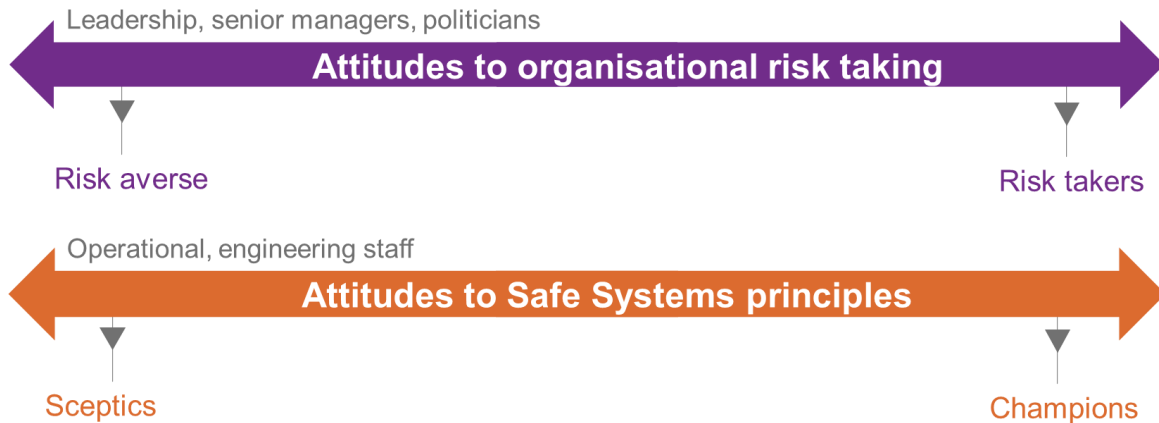 Leadership, senior managers, politicians
Attitudes to organisational risk taking
Risk averse
Risk takers
Operational, engineering staff
Attitudes to Safe Systems principles
Sceptics
Champions